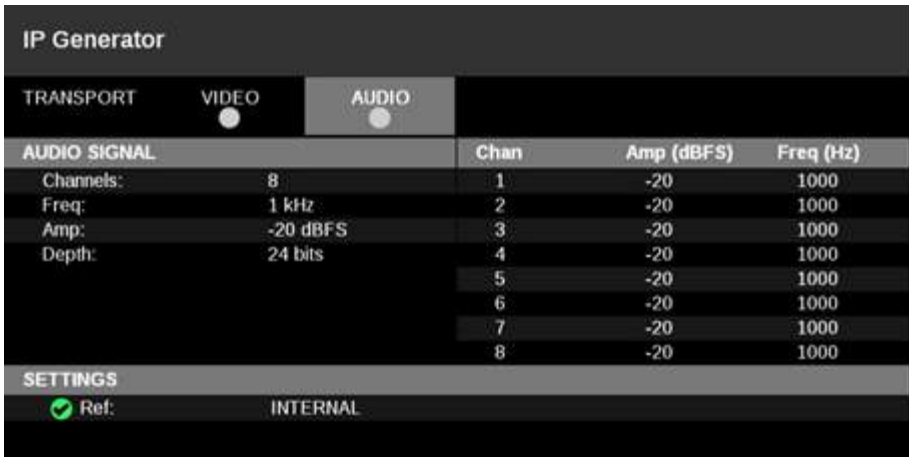 IP Generator
TRANSPORT VIDEO AUDIO
AUDIO SIGNAL Chan Amp (dBFS) Freq (Hz)
Channels: 8 1 -20 1000
Freq: 1 kHz 2 -20 1000
Amp: -20 dBFS 3 -20 1000
Depth: 24 bits 4 -20 1000
5 -20 1000
6 -20 1000
7 -20 1000
8 -20 1000
SETTINGS
Ref: INTERNAL